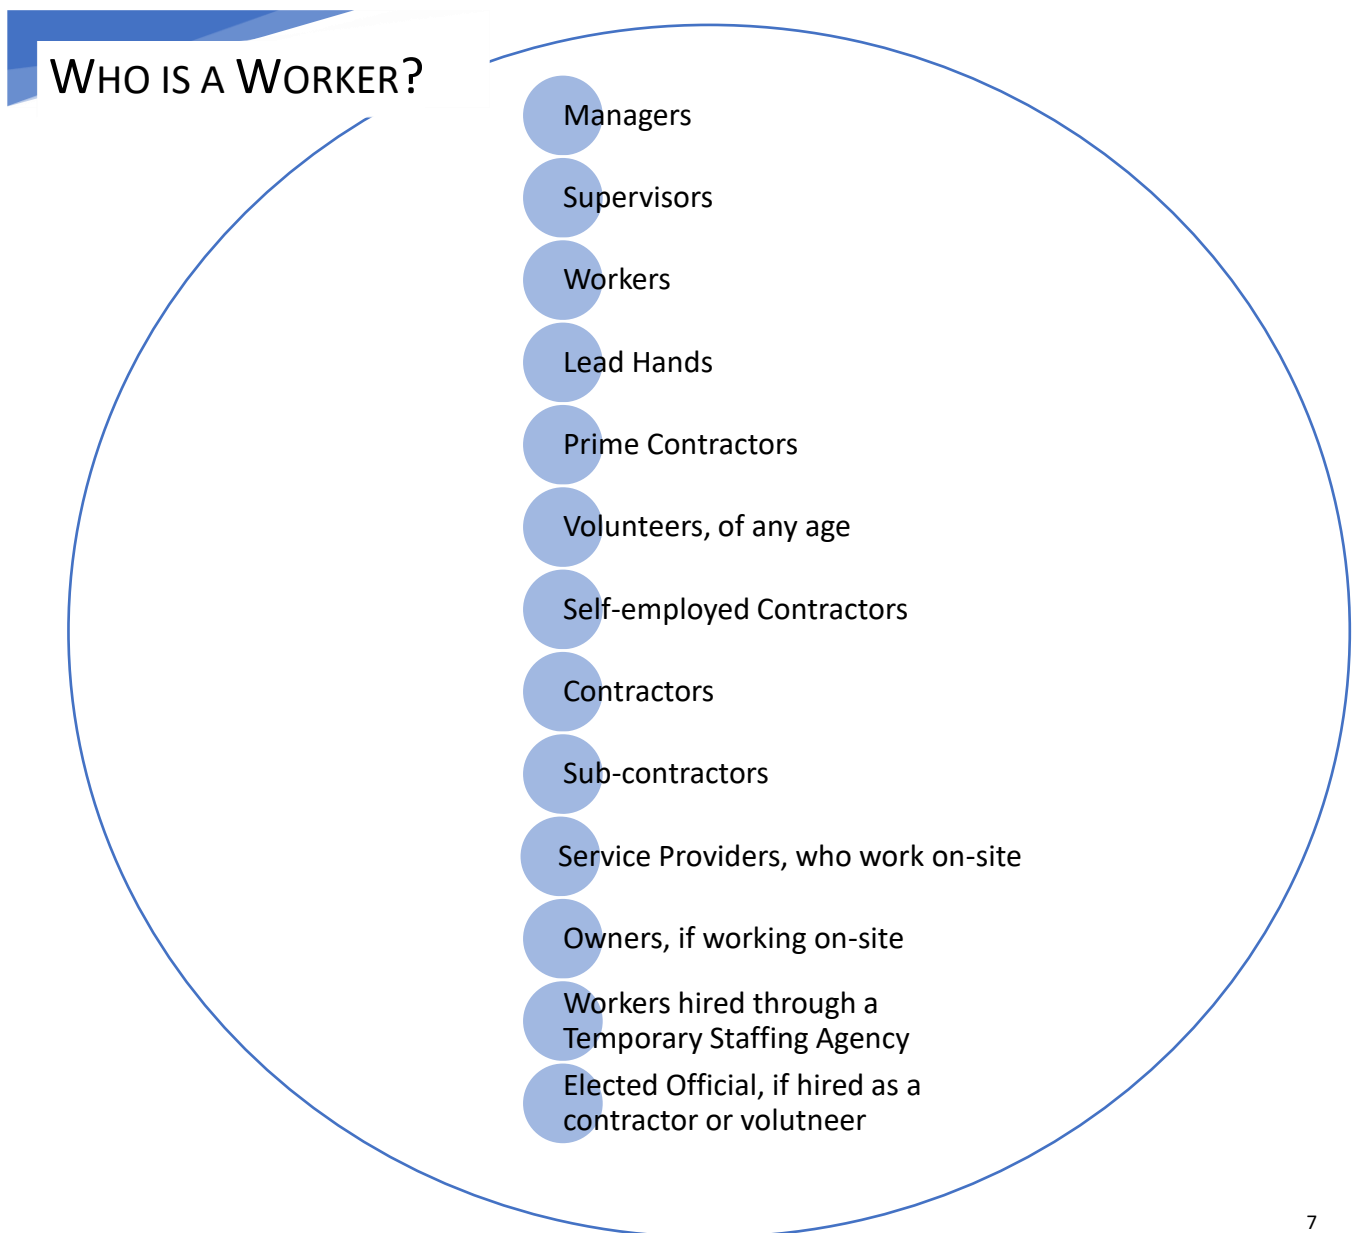 WHO IS A WORKER?
Managers
Supervisors
Workers
Lead Hands
Prime Contractors
Volunteers, of any age
Self-employed Contractors
Contractors
Sub-contractors
Service Providers, who work on-site
Owners, if working on-site
Workers hired through a
Temporary Staffing Agency
Elected Official, if hired as a
contractor or volutneer
7